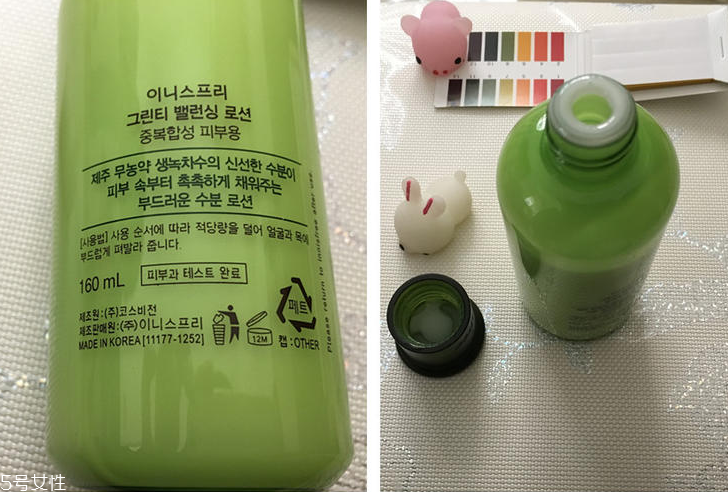 이니스프리
그린티 밸런싱 로션
중복합성 피부용
제주 무농약 생녹차수의 신선한 수분이
피부 속부터 촉촉하게 채워주는
부드러운 수분 로션
[사용법] 사용 순서에 따라 적당량을 덜어 얼굴과 목에
부드럽게 펴발라 줍니다.
160 mL 피부과 테스트 완료
제조원 : (주)코스비전
제조판매원 : (주)이니스프리
MADE IN KOREA [11177-1252]
12M
페트
캡 : OTHER
Please return to innisfree after use.
5号女性